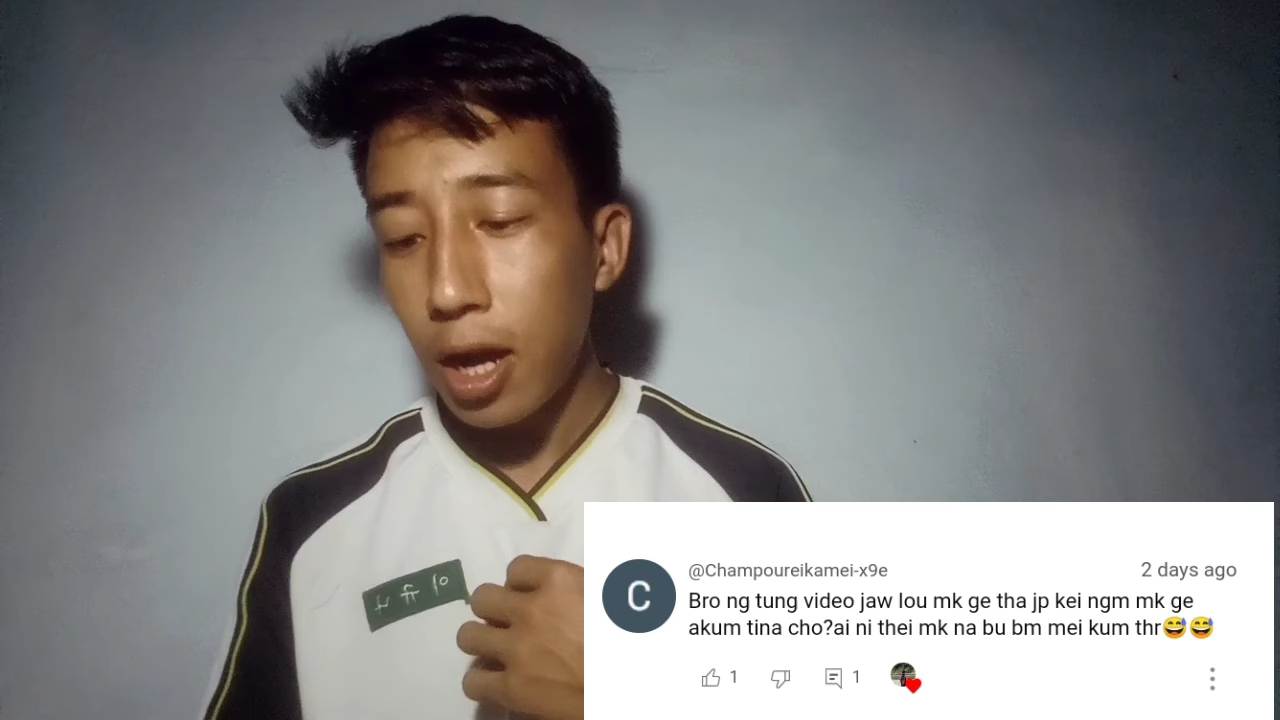 @Champoureikamei-x9e 2 days ago
Bro ng tung video jaw lou mk ge tha jp kei ngm mk ge
akum tina cho?ai ni thei mk na bu bm mei kum thr😅😅
1 1
C